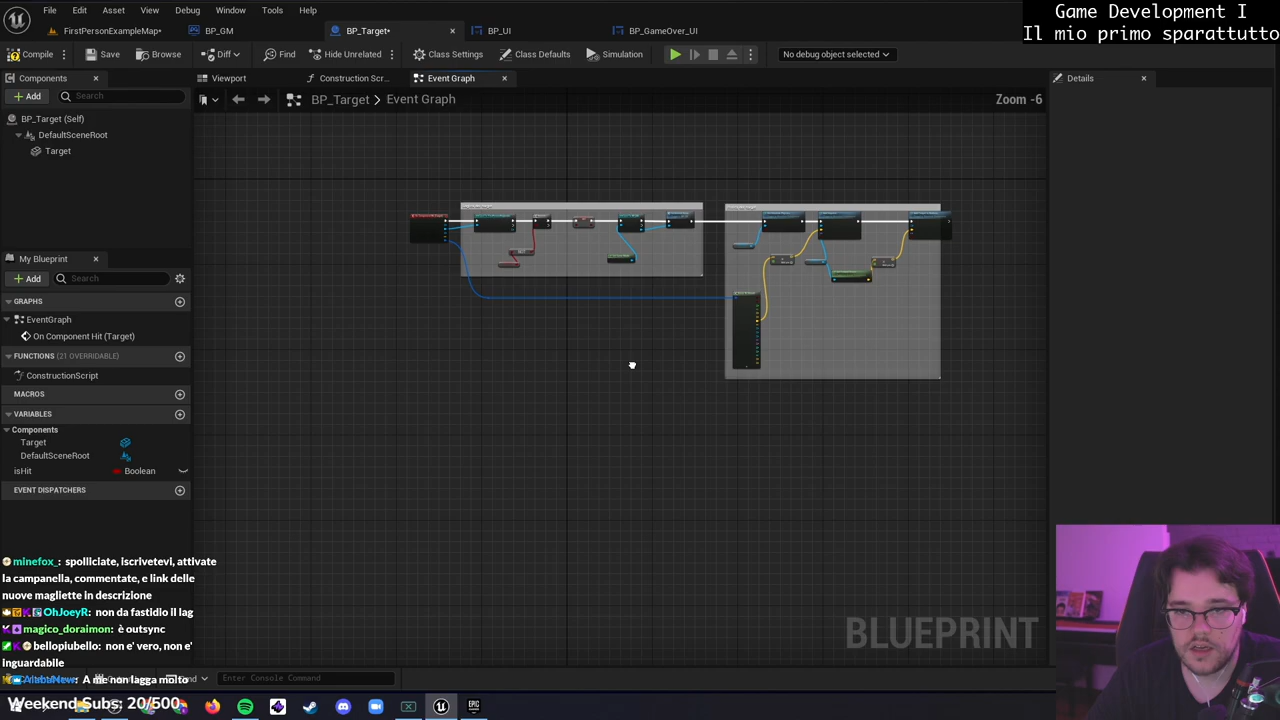 Game Development I
Il mio primo sparattutto
File
Edit
Asset
View
Debug
Window
Tools
Help
FirstPersonExampleMap*
BP_GM
BP_Target*
BP_UI
BP_GameOver_UI
Compile
Save
Browse
Diff
Find
Hide Unrelated
Class Settings
Class Defaults
Simulation
No debug object selected
Components
Viewport
Construction Scr...
Event Graph
Details
Add
Search
BP_Target > Event Graph
Zoom -6
BP_Target (Self)
DefaultSceneRoot
Target
My Blueprint
Add
Search
GRAPHS
EventGraph
On Component Hit (Target)
FUNCTIONS (21 OVERRIDABLE)
ConstructionScript
MACROS
VARIABLES
Components
Target
DefaultSceneRoot
isHit
Boolean
EVENT DISPATCHERS
minefox_: spolliciate, iscrivetevi, attivate
la campanella, commentate, e link delle
nuove magliette in descrizione
OhJoeyR: non da fastidio il lag
magico_doraimon: è outsync
bellopiubello: non e' vero, non e'
inguardabile
A me non lagga molto
Enter Console Command
Weekend Subs: 20/500
BLUEPRINT